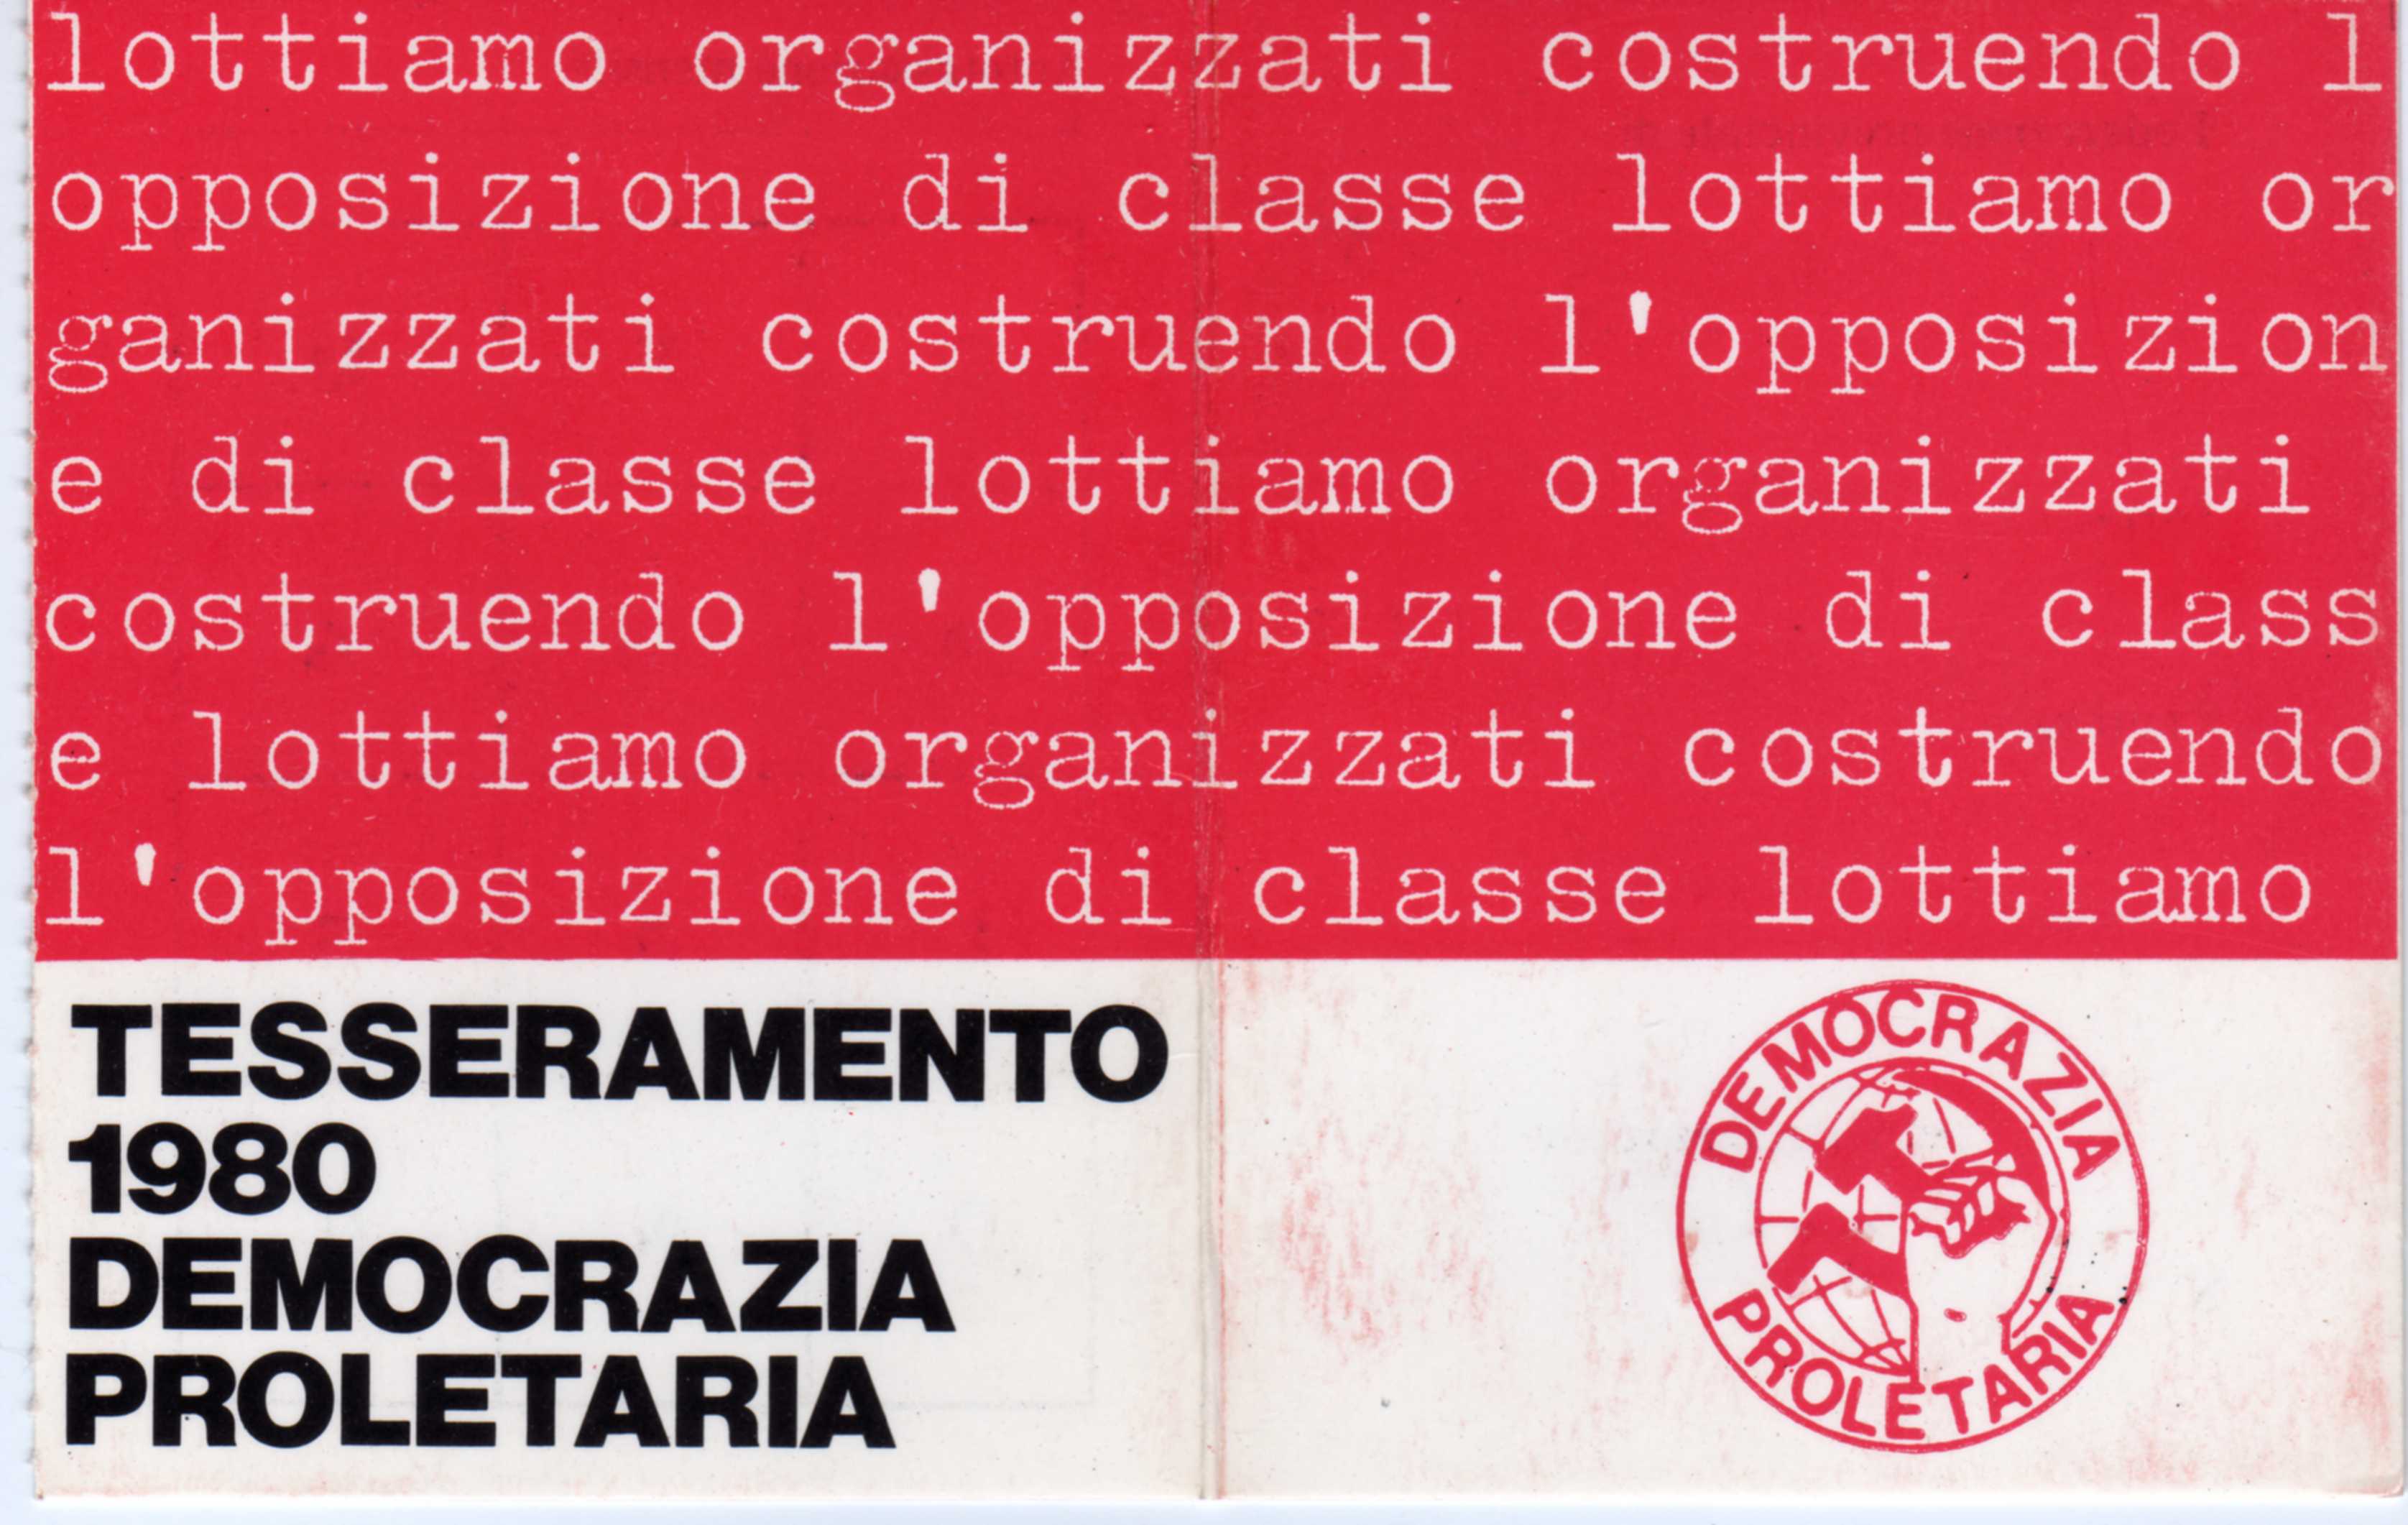 lottiamo organizzati costruendo l
opposizione di classe lottiamo or
ganizzati costruendo l'opposizion
e di classe lottiamo organizzati
costruendo l'opposizione di class
e lottiamo organizzati costruendo
l'opposizione di classe lottiamo
TESSERAMENTO
1980
DEMOCRAZIA
PROLETARIA
DEMOCRAZIA
PROLETARIA